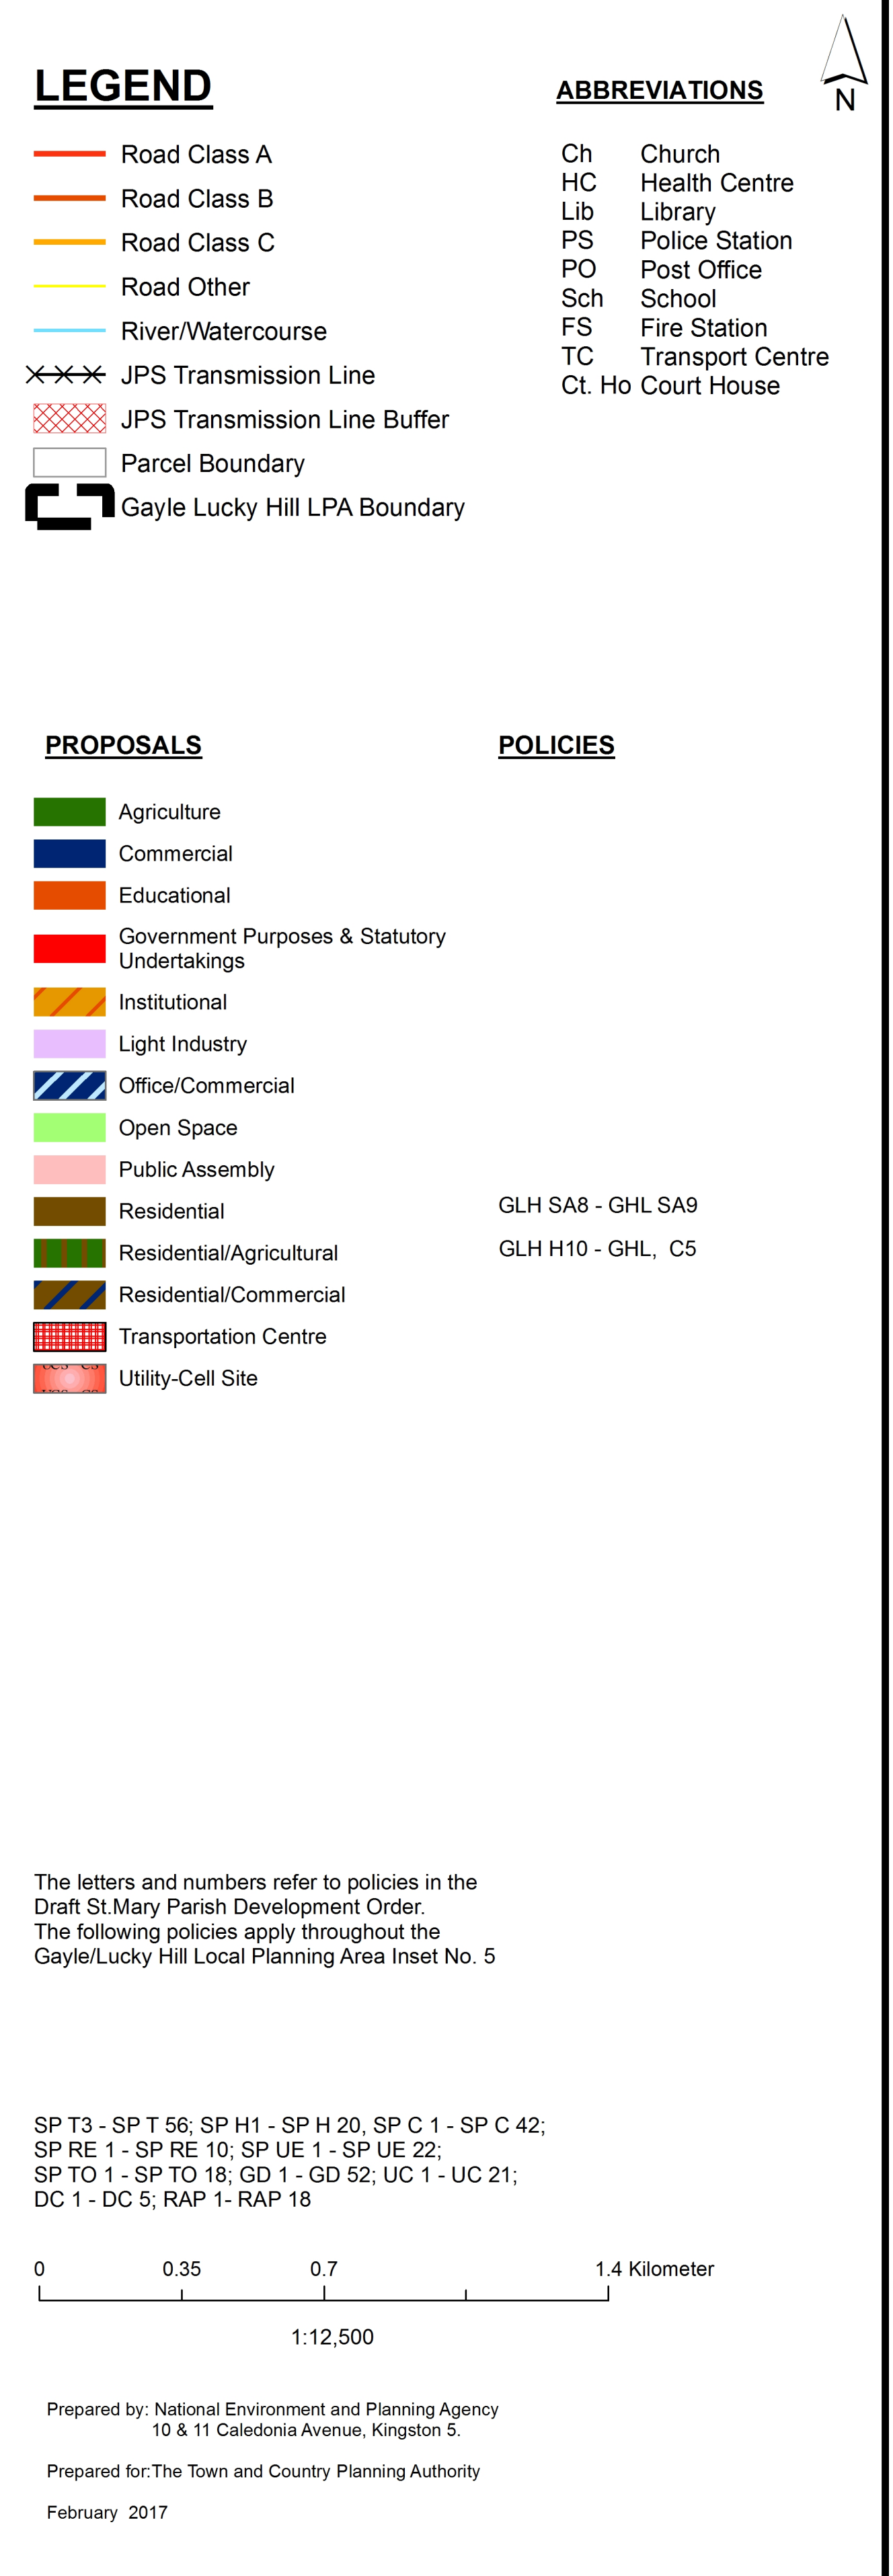 LEGEND
Road Class A
Road Class B
Road Class C
Road Other
River/Watercourse
JPS Transmission Line
JPS Transmission Line Buffer
Parcel Boundary
Gayle Lucky Hill LPA Boundary
N
ABBREVIATIONS
Ch Church
HC Health Centre
Lib Library
PS Police Station
PO Post Office
Sch School
FS Fire Station
TC Transport Centre
Ct. Ho Court House
PROPOSALS
Agriculture
Commercial
Educational
Government Purposes & Statutory
Undertakings
Institutional
Light Industry
Office/Commercial
Open Space
Public Assembly
Residential
Residential/Agricultural
Residential/Commercial
Transportation Centre
Utility-Cell Site
POLICIES
GLH SA8 - GHL SA9
GLH H10 - GHL, C5
The letters and numbers refer to policies in the
Draft St.Mary Parish Development Order.
The following policies apply throughout the
Gayle/Lucky Hill Local Planning Area Inset No. 5
SP T3 - SP T 56; SP H1 - SP H 20, SP C 1 - SP C 42;
SP RE 1 - SP RE 10; SP UE 1 - SP UE 22;
SP TO 1 - SP TO 18; GD 1 - GD 52; UC 1 - UC 21;
DC 1 - DC 5; RAP 1- RAP 18
0 0.35 0.7 1.4 Kilometer
1:12,500
Prepared by: National Environment and Planning Agency
10 & 11 Caledonia Avenue, Kingston 5.
Prepared for:The Town and Country Planning Authority
February 2017